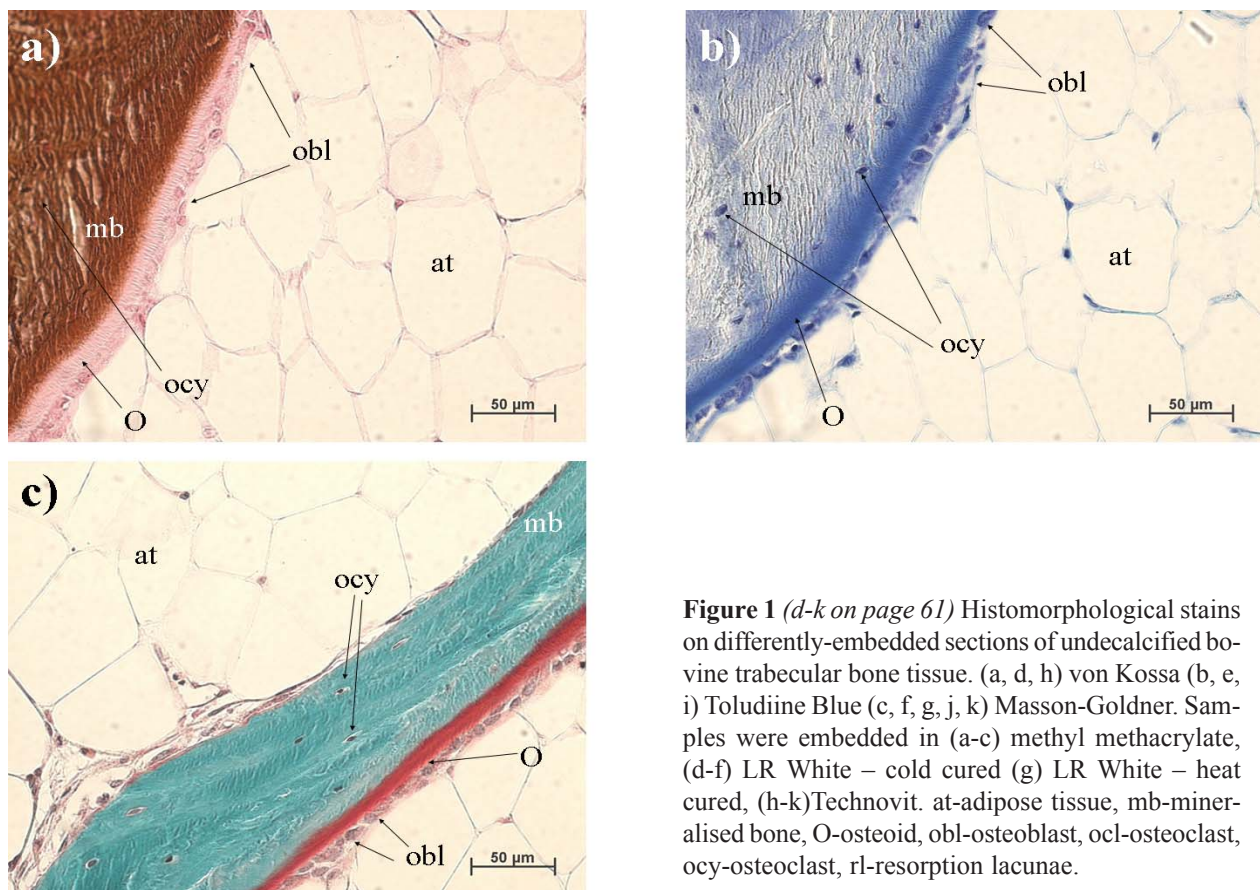 a)
obl
mb
at
ocy
O
50 µm
b)
obl
mb
at
ocy
O
50 µm
c)
mb
at
ocy
O
obl
50 µm
Figure 1 (d-k on page 61) Histomorphological stains
on differently-embedded sections of undecalcified bo-
vine trabecular bone tissue. (a, d, h) von Kossa (b, e,
i) Toludiine Blue (c, f, g, j, k) Masson-Goldner. Sam-
ples were embedded in (a-c) methyl methacrylate,
(d-f) LR White – cold cured (g) LR White – heat
cured, (h-k)Technovit. at-adipose tissue, mb-miner-
alised bone, O-osteoid, obl-osteoblast, ocl-osteoclast,
ocy-osteoclast, rl-resorption lacunae.